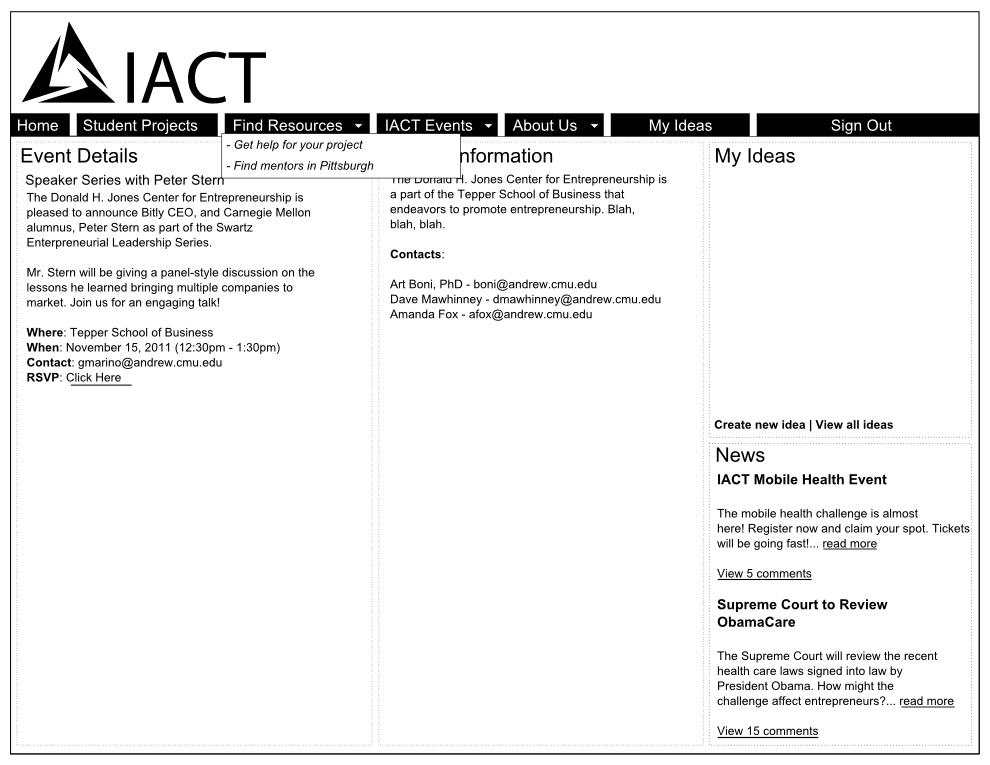 IACT
Home
Student Projects
Find Resources
IACT Events
About Us
My Ideas
Sign Out
- Get help for your project
- Find mentors in Pittsburgh
Event Details
Speaker Series with Peter Stern
The Donald H. Jones Center for Entrepreneurship is
pleased to announce Bitly CEO, and Carnegie Mellon
alumnus, Peter Stern as part of the Swartz
Enterpreneurial Leadership Series.
Mr. Stern will be giving a panel-style discussion on the
lessons he learned bringing multiple companies to
market. Join us for an engaging talk!
Where: Tepper School of Business
When: November 15, 2011 (12:30pm - 1:30pm)
Contact: gmarino@andrew.cmu.edu
RSVP: Click Here
nformation
The Donald H. Jones Center for Entrepreneurship is
a part of the Tepper School of Business that
endeavors to promote entrepreneurship. Blah,
blah, blah.
Contacts:
Art Boni, PhD - boni@andrew.cmu.edu
Dave Mawhinney - dmawhinney@andrew.cmu.edu
Amanda Fox - afox@andrew.cmu.edu
My Ideas
Create new idea | View all ideas
News
IACT Mobile Health Event
The mobile health challenge is almost
here! Register now and claim your spot. Tickets
will be going fast!... read more
View 5 comments
Supreme Court to Review
ObamaCare
The Supreme Court will review the recent
health care laws signed into law by
President Obama. How might the
challenge affect entrepreneurs?... read more
View 15 comments